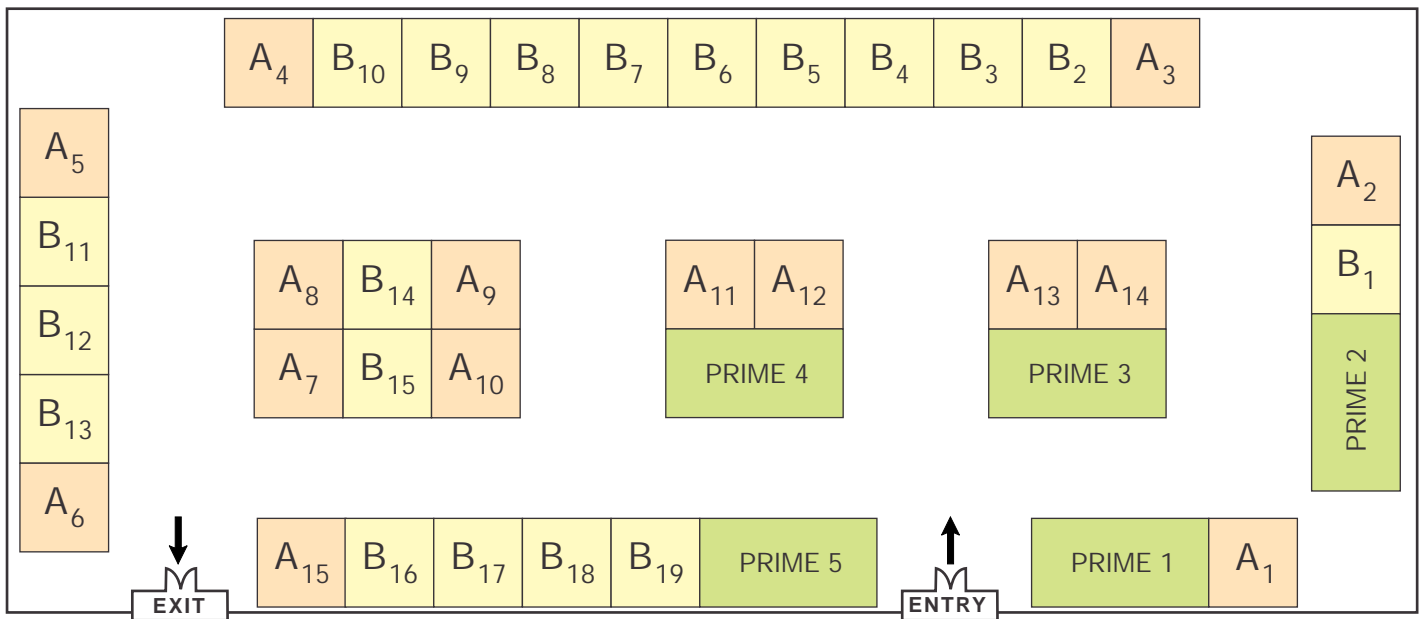 A4 B10 B9 B8 B7 B6 B5 B4 B3 B2 A3
A5
B11
B12
B13
A6
A8 B14 A9
A7 B15 A10
A11 A12
PRIME 4
A13 A14
PRIME 3
A2
B1
PRIME 2
A15 B16 B17 B18 B19 PRIME 5
PRIME 1 A1
EXIT
ENTRY